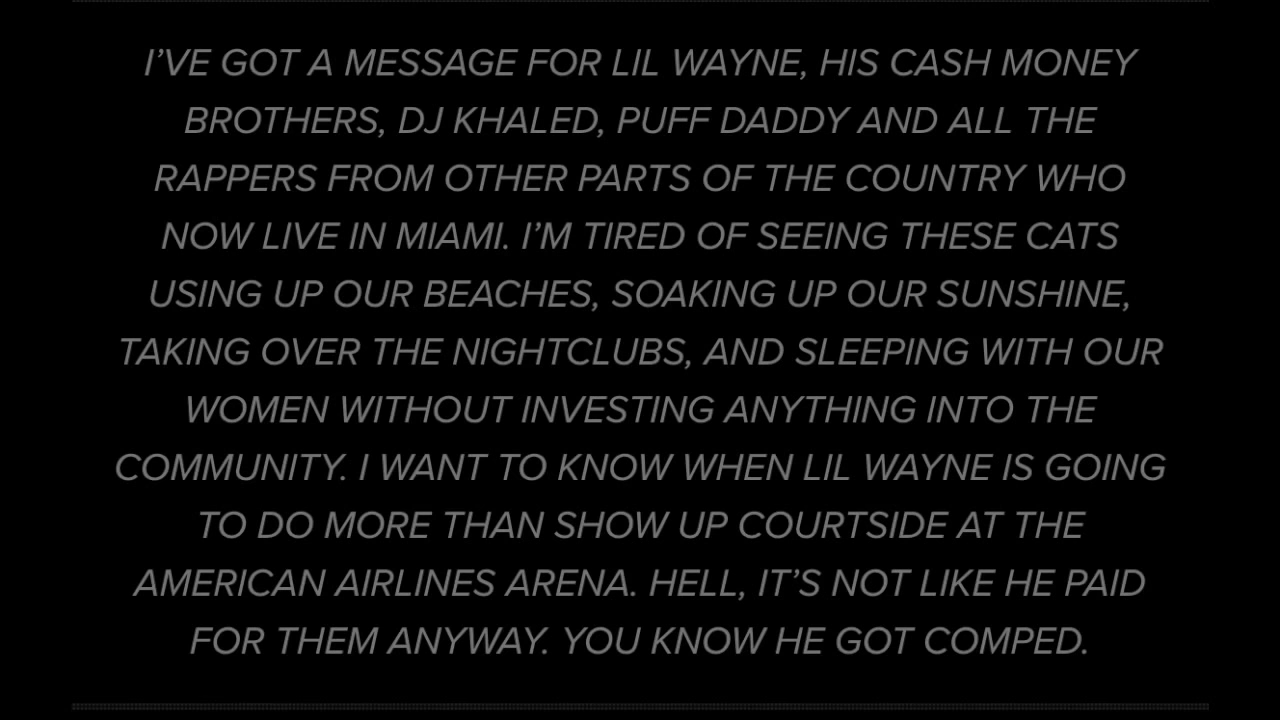 I’VE GOT A MESSAGE FOR LIL WAYNE, HIS CASH MONEY
BROTHERS, DJ KHALED, PUFF DADDY AND ALL THE
RAPPERS FROM OTHER PARTS OF THE COUNTRY WHO
NOW LIVE IN MIAMI. I’M TIRED OF SEEING THESE CATS
USING UP OUR BEACHES, SOAKING UP OUR SUNSHINE,
TAKING OVER THE NIGHTCLUBS, AND SLEEPING WITH OUR
WOMEN WITHOUT INVESTING ANYTHING INTO THE
COMMUNITY. I WANT TO KNOW WHEN LIL WAYNE IS GOING
TO DO MORE THAN SHOW UP COURTSIDE AT THE
AMERICAN AIRLINES ARENA. HELL, IT’S NOT LIKE HE PAID
FOR THEM ANYWAY. YOU KNOW HE GOT COMPED.